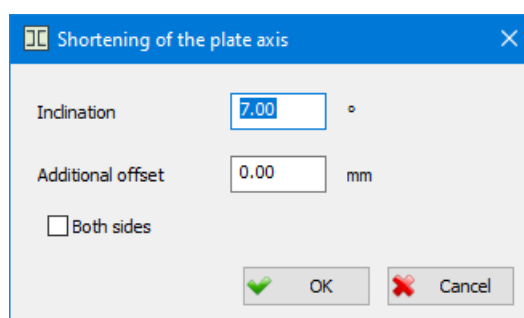 Shortening of the plate axis
Inclination 7.00 °
Additional offset 0.00 mm
Both sides
OK Cancel